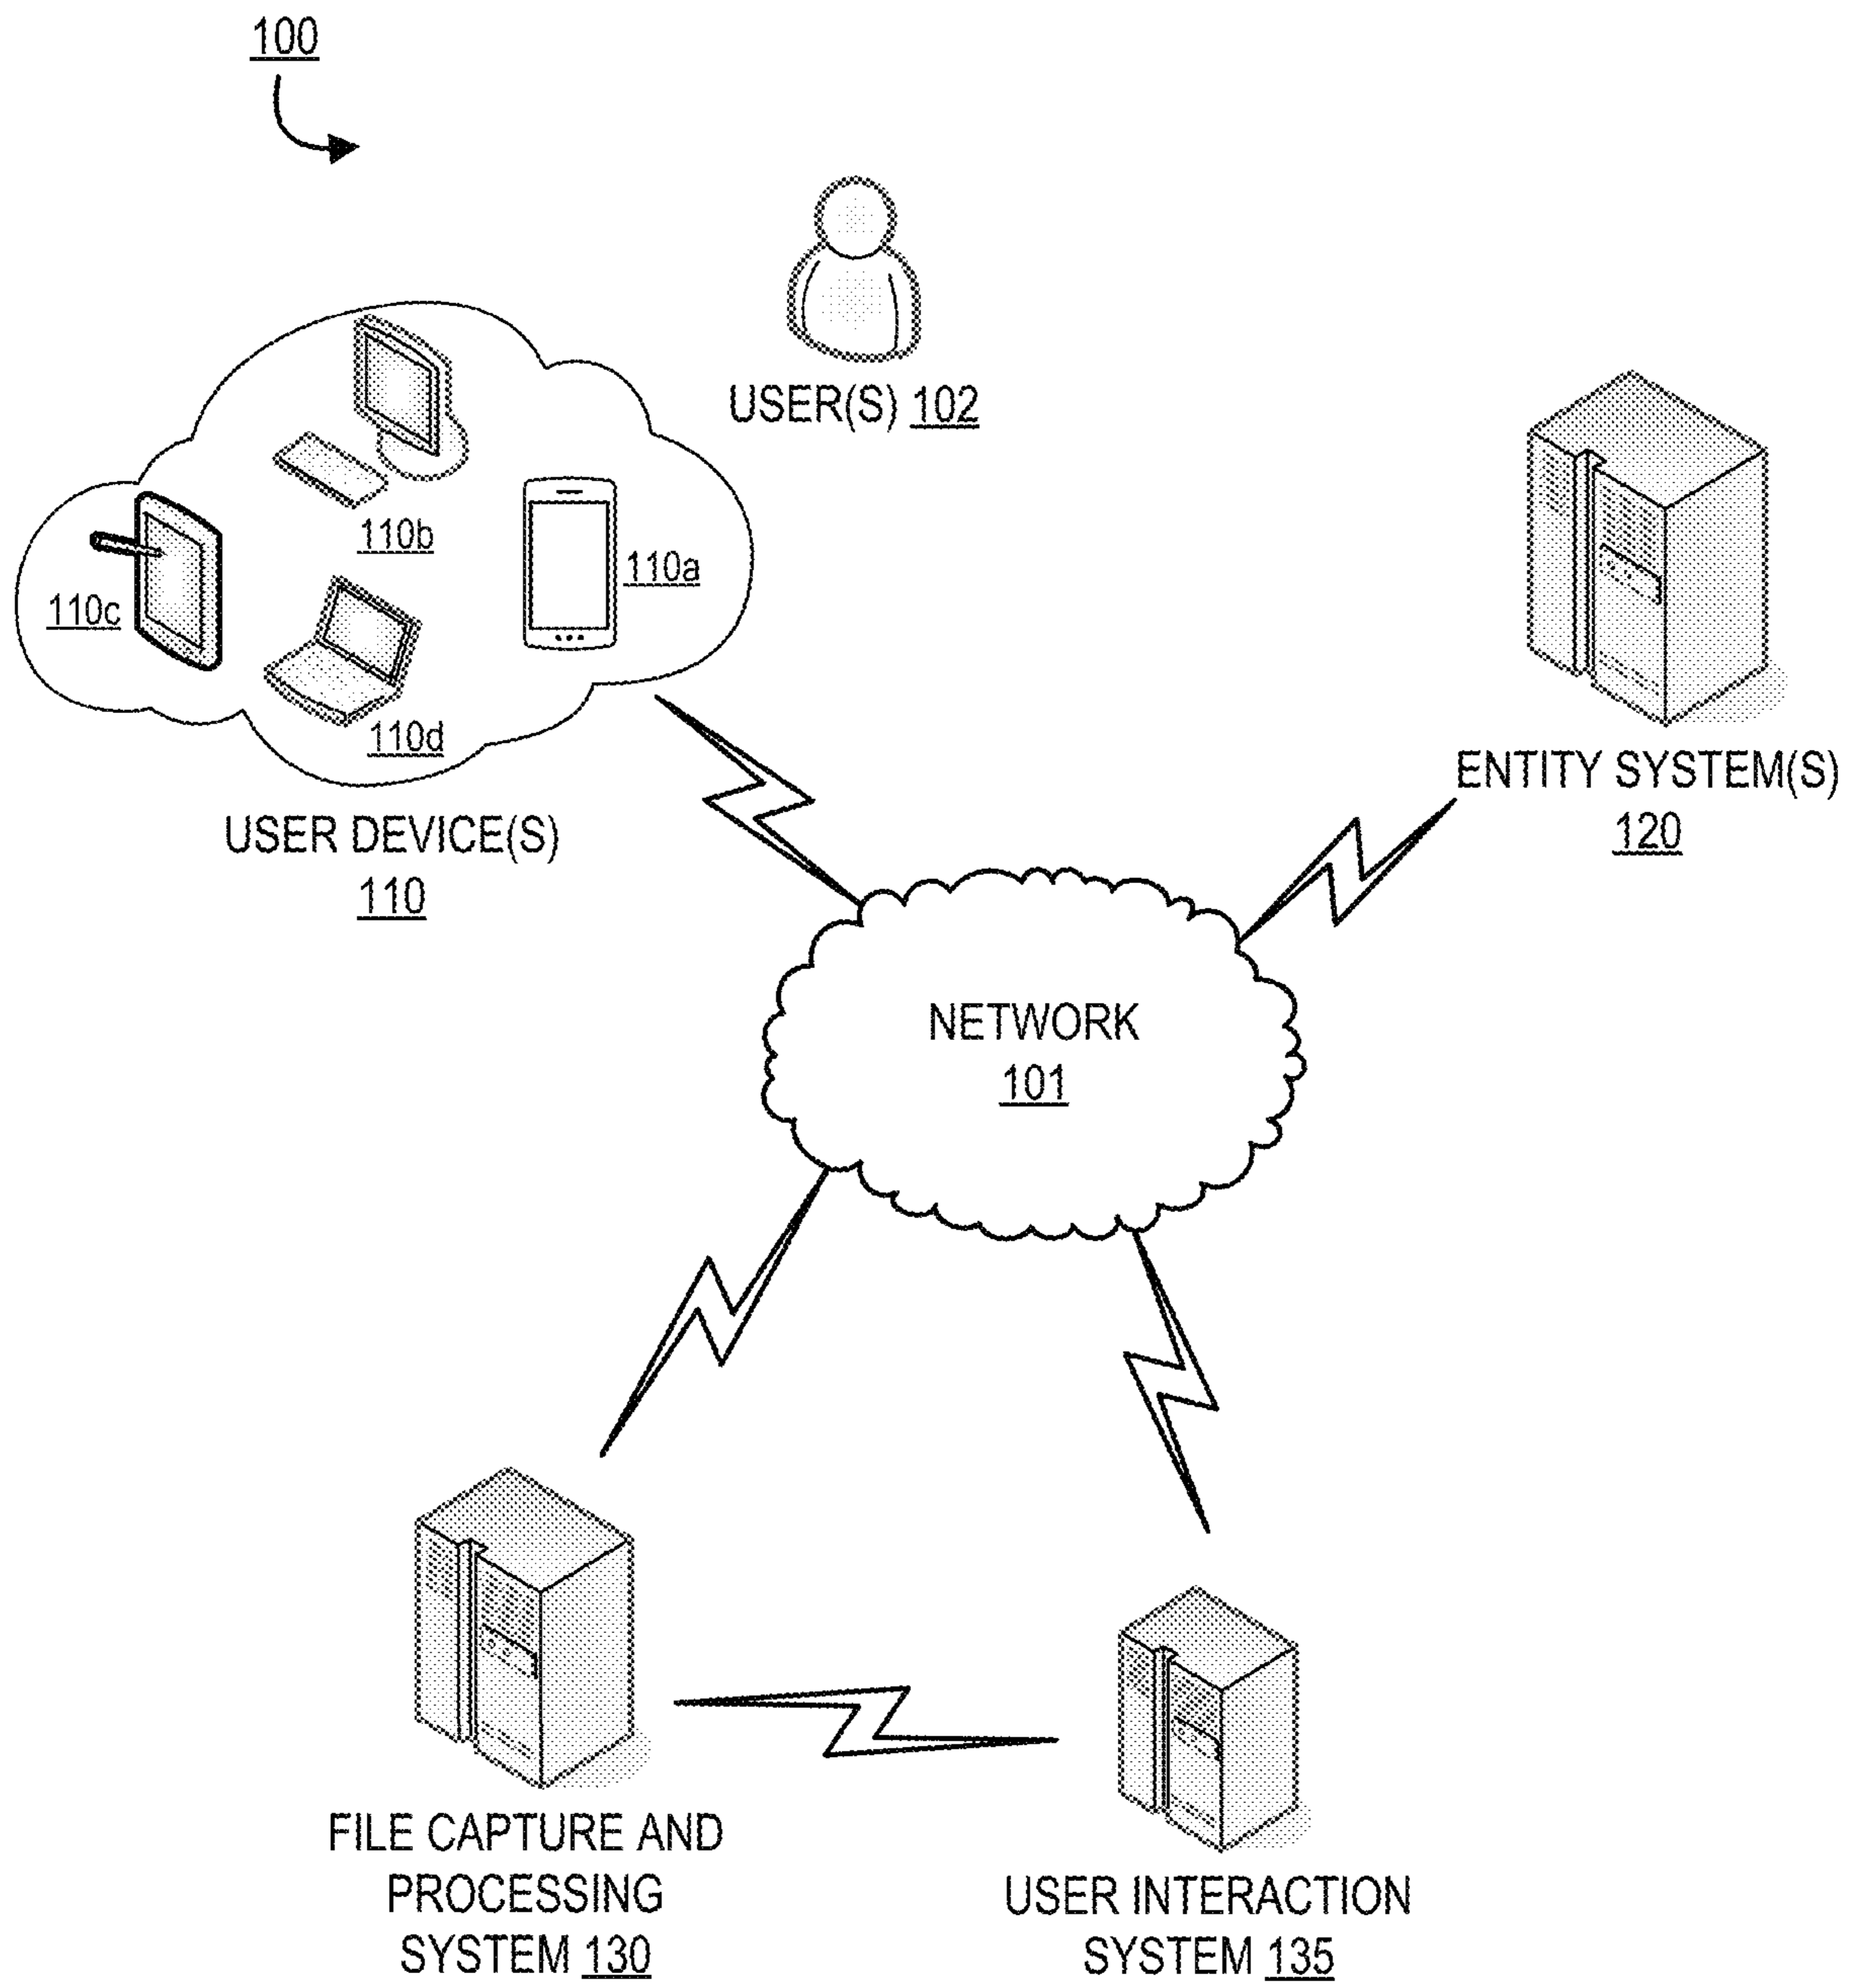 100
USER(S) 102
110b
110a
110c
110d
USER DEVICE(S)
110
ENTITY SYSTEM(S)
120
NETWORK
101
FILE CAPTURE AND
PROCESSING
SYSTEM 130
USER INTERACTION
SYSTEM 135